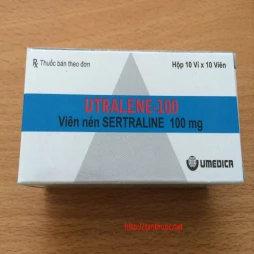 Rx Thuốc bán theo đơn
Hộp 10 Vỉ x 10 Viên
UTRALENE-100
Viên nén SERTRALINE 100 mg
UMEDICA